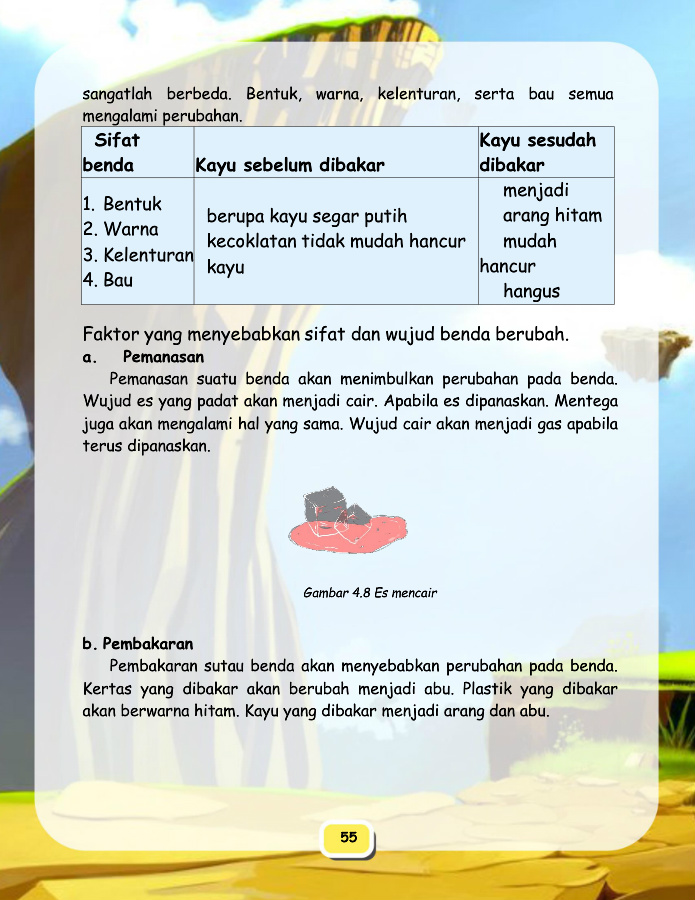 sangatlah berbeda. Bentuk, warna, kelenturan, serta bau semua
mengalami perubahan.
Sifat
benda
Kayu sebelum dibakar
Kayu sesudah
dibakar
1. Bentuk
2. Warna
3. Kelenturan
4. Bau
berupa kayu segar putih
kecoklatan tidak mudah hancur
kayu
menjadi
arang hitam
mudah
hancur
hangus
Faktor yang menyebabkan sifat dan wujud benda berubah.
a. Pemanasan
Pemanasan suatu benda akan menimbulkan perubahan pada benda.
Wujud es yang padat akan menjadi cair. Apabila es dipanaskan. Mentega
juga akan mengalami hal yang sama. Wujud cair akan menjadi gas apabila
terus dipanaskan.
Gambar 4.8 Es mencair
b. Pembakaran
Pembakaran sutau benda akan menyebabkan perubahan pada benda.
Kertas yang dibakar akan berubah menjadi abu. Plastik yang dibakar
akan berwarna hitam. Kayu yang dibakar menjadi arang dan abu.
55